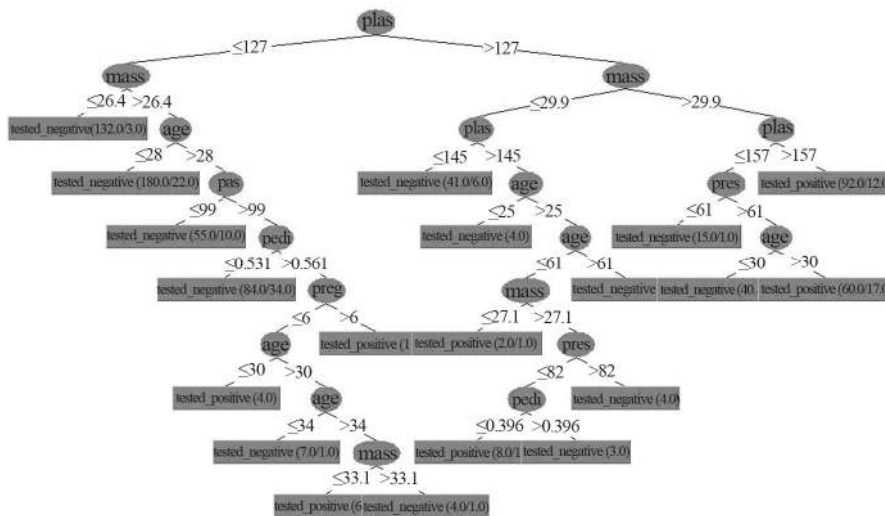 plas
≤127 >127
mass mass
≤26.4 >26.4 ≤29.9 >29.9
tested_negative(132.0/3.0) age plas plas
≤28 >28 ≤145 >145 ≤157 >157
tested_negative (180.0/22.0) pas tested_negative (41.0/6.0) age pres tested_positive (92.0/12.0
≤99 >99 ≤25 >25 ≤61 >61
tested_negative (55.0/10.0) pedi tested_negative (4.0) age tested_negative (15.0/1.0) age
≤0.531 >0.561 ≤61 >61 ≤30 >30
tested_negative (84.0/34.0) preg mass tested_negative tested_negative (40. tested_positive (60.0/17.0
≤6 >6 ≤27.1 >27.1
age tested_positive (1 tested_positive (2.0/1.0) pres
≤30 >30 ≤82 >82
tested_positive (4.0) age pedi tested_negative (4.0)
≤34 >34 ≤0.396 >0.396
tested_negative (7.0/1.0) mass tested_positive (8.0/1 tested_negative (3.0)
≤33.1 >33.1
tested_positive (6 tested_negative (4.0/1.0)